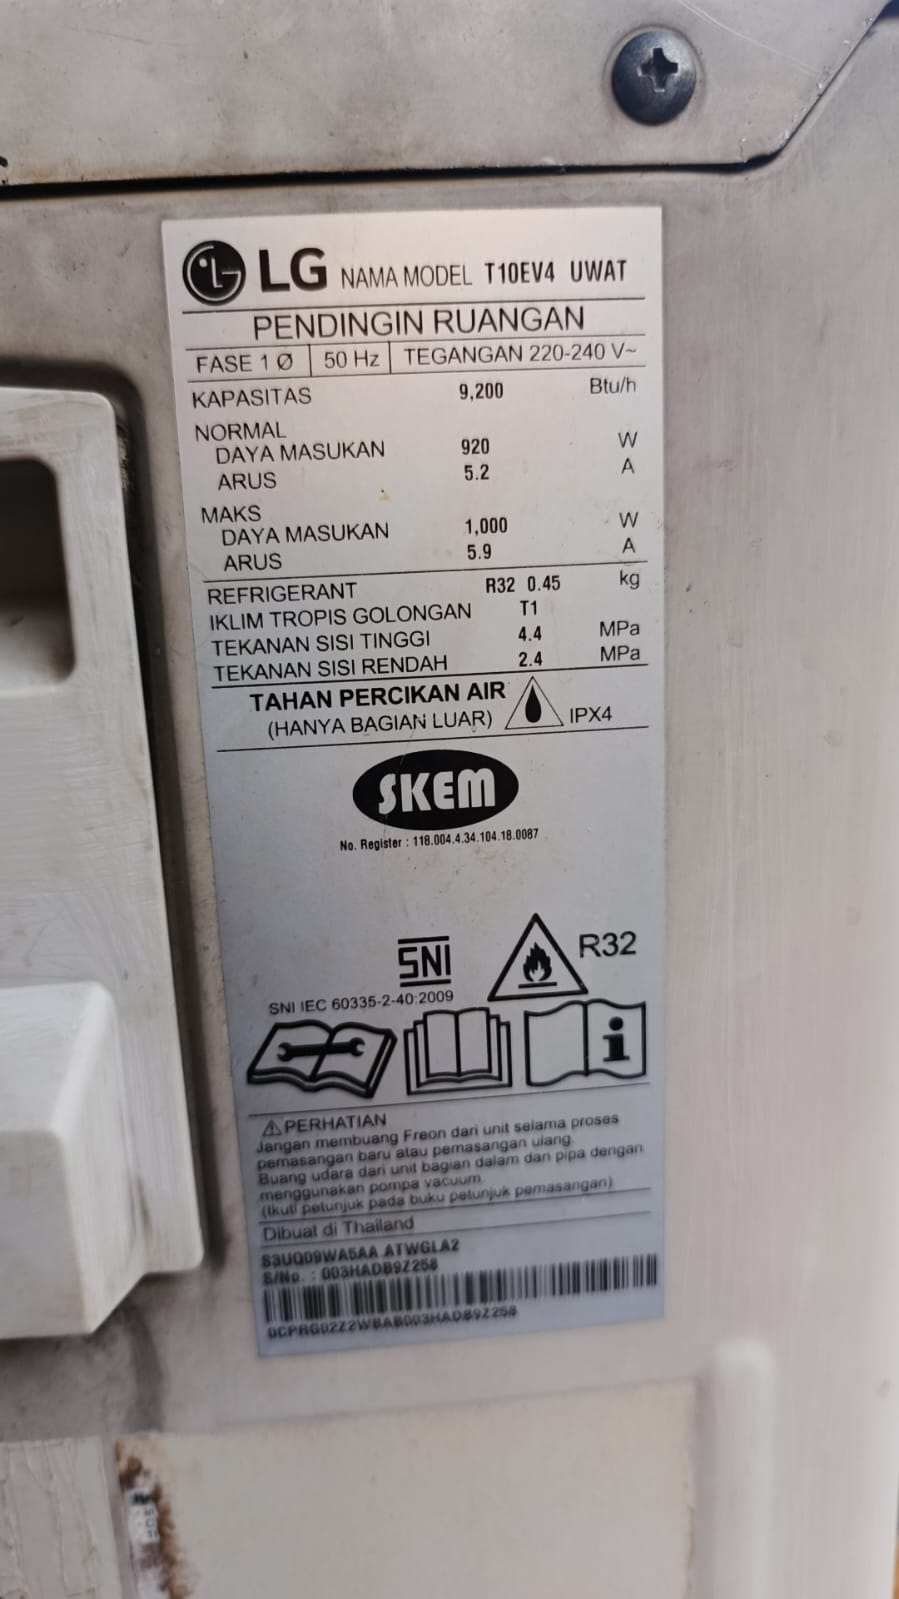 LG NAMA MODEL T10EV4 UWAT
PENDINGIN RUANGAN
FASE 1 Ø 50 Hz TEGANGAN 220-240 V~
KAPASITAS 9,200 Btu/h
NORMAL
DAYA MASUKAN 920 W
ARUS 5.2 A
MAKS
DAYA MASUKAN 1,000 W
ARUS 5.9 A
REFRIGERANT R32 0.45 kg
IKLIM TROPIS GOLONGAN T1
TEKANAN SISI TINGGI 4.4 MPa
TEKANAN SISI RENDAH 2.4 MPa
TAHAN PERCIKAN AIR
(HANYA BAGIAN LUAR) IPX4
SKEM
No. Register : 118.004.4.34.104.18.0087
SNI R32
SNI IEC 60335-2-40:2009
PERHATIAN
Jangan membuang Freon dari unit selama proses
pemasangan baru atau pemasangan ulang.
Buang udara dari unit bagian dalam dan pipa dengan
menggunakan pompa vacuum.
(Ikuti petunjuk pada buku petunjuk pemasangan)
Dibuat di Thailand
S3UQ09WA5AA ATWGLA2
S/No. : 003HADB9Z258